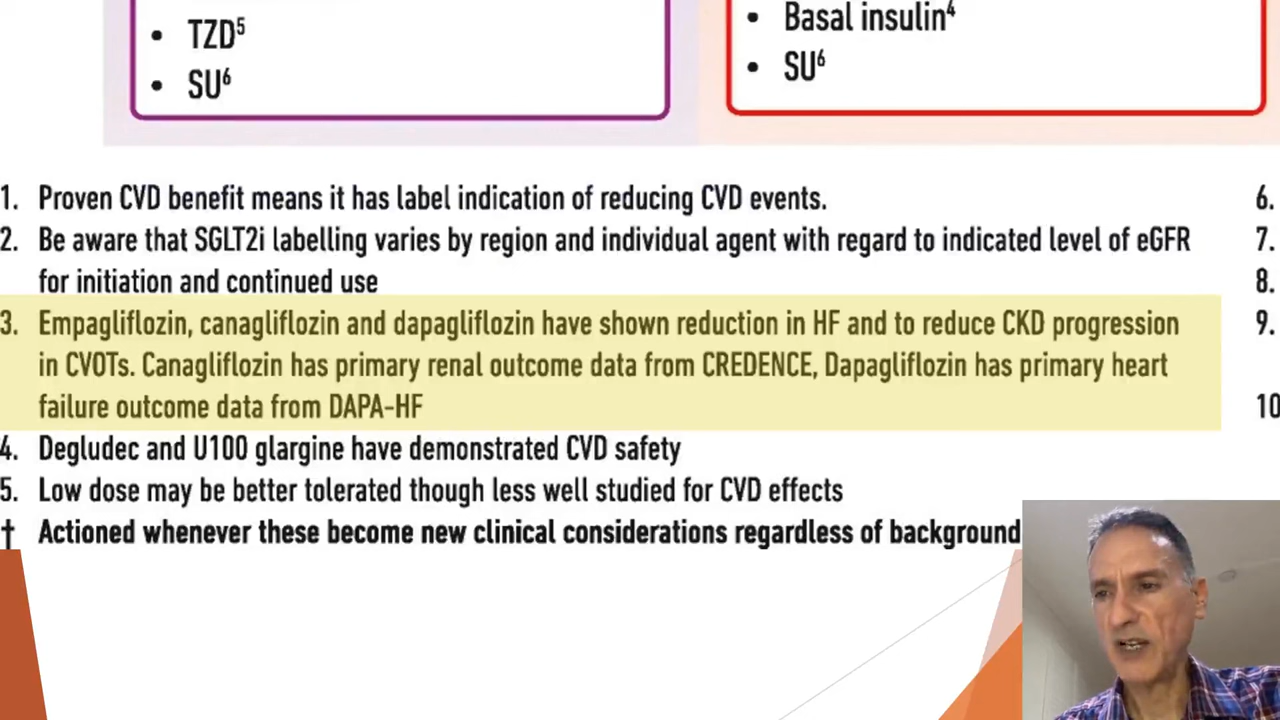 • TZD⁵
• SU⁶
• Basal insulin⁴
• SU⁶
1. Proven CVD benefit means it has label indication of reducing CVD events.
2. Be aware that SGLT2i labelling varies by region and individual agent with regard to indicated level of eGFR
for initiation and continued use
3. Empagliflozin, canagliflozin and dapagliflozin have shown reduction in HF and to reduce CKD progression
in CVOTs. Canagliflozin has primary renal outcome data from CREDENCE, Dapagliflozin has primary heart
failure outcome data from DAPA-HF
4. Degludec and U100 glargine have demonstrated CVD safety
5. Low dose may be better tolerated though less well studied for CVD effects
† Actioned whenever these become new clinical considerations regardless of background
6.
7.
8.
9.
10